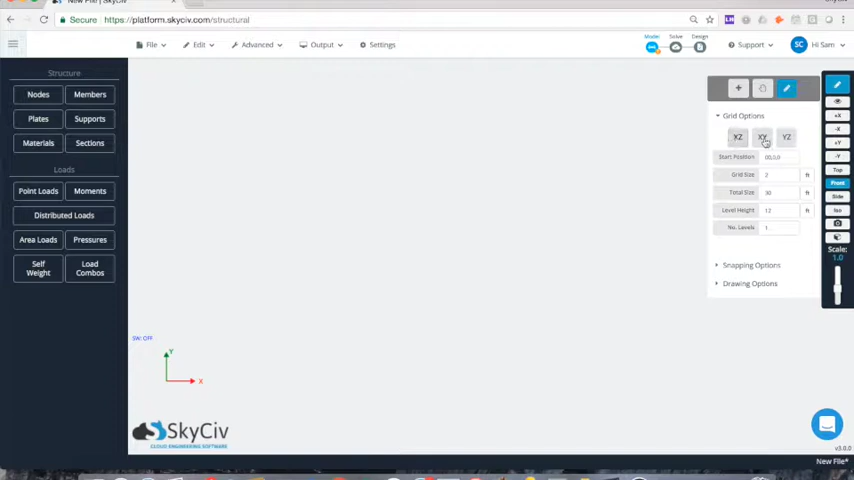 New File | SkyCiv
Secure https://platform.skyciv.com/structural
File Edit Advanced Output Settings
Model Solve Design
Support SC Hi Sam
Structure
Nodes Members
Plates Supports
Materials Sections
Loads
Point Loads Moments
Distributed Loads
Area Loads Pressures
Self Weight
Load Combos
Grid Options
XZ XY YZ
Start Position 00,0,0
Grid Size 2 ft
Total Size 30 ft
Level Height 12 ft
No. Levels 1
Snapping Options
Drawing Options
+X
-X
+Y
-Y
Top
Front
Side
Iso
Scale:
1.0
SW: OFF
Y
X
SkyCiv
CLOUD ENGINEERING SOFTWARE
v3.0.0
New File*